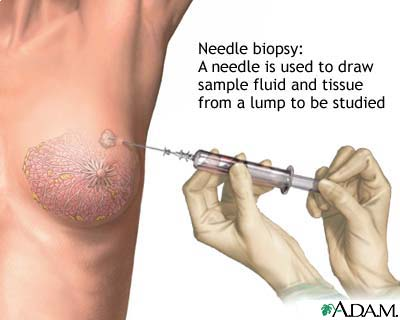 Needle biopsy:
A needle is used to draw
sample fluid and tissue
from a lump to be studied
A.D.A.M.